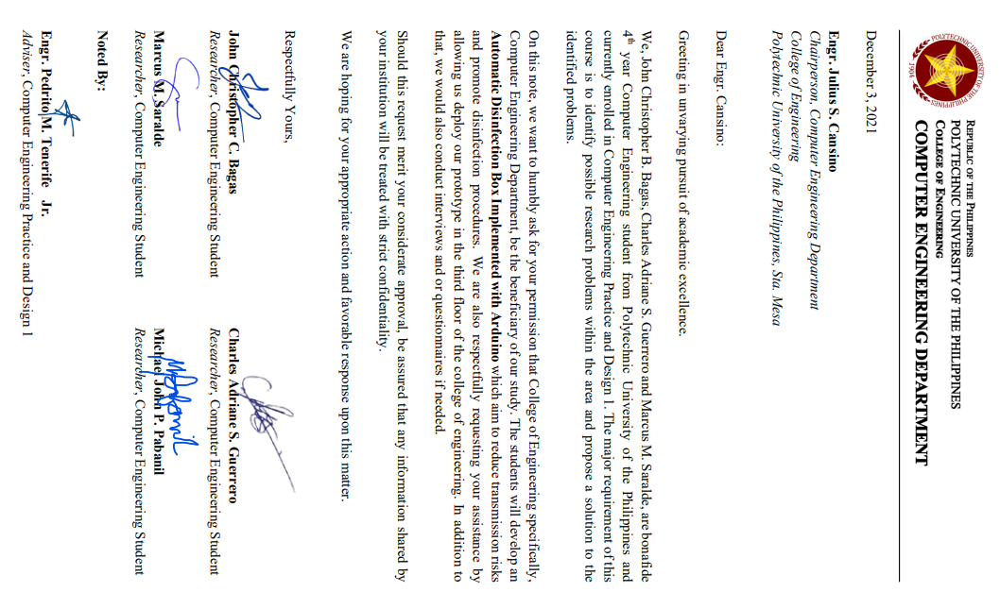 POLYTECHNIC UNIVERSITY OF THE PHILIPPINES
1904
REPUBLIC OF THE PHILIPPINES
POLYTECHNIC UNIVERSITY OF THE PHILIPPINES
COLLEGE OF ENGINEERING
COMPUTER ENGINEERING DEPARTMENT
December 3, 2021
Engr. Julius S. Cansino
Chairperson, Computer Engineering Department
College of Engineering
Polytechnic University of the Philippines, Sta. Mesa
Dear Engr. Cansino:
Greeting in unvarying pursuit of academic excellence.
We, John Christopher B. Bagas, Charles Adriane S. Guerrero and Marcus M. Saralde, are bonafide
4th year Computer Engineering student from Polytechnic University of the Philippines and
currently enrolled in Computer Engineering Practice and Design 1. The major requirement of this
course is to identify possible research problems within the area and propose a solution to the
identified problems.
On this note, we want to humbly ask for your permission that College of Engineering specifically,
Computer Engineering Department, be the beneficiary of our study. The students will develop an
Automatic Disinfection Box Implemented with Arduino which aim to reduce transmission risks
and promote disinfection procedures. We are also respectfully requesting your assistance by
allowing us deploy our prototype in the third floor of the college of engineering. In addition to
that, we would also conduct interviews and or questionnaires if needed.
Should this request merit your considerate approval, be assured that any information shared by
your institution will be treated with strict confidentiality.
We are hoping for your appropriate action and favorable response upon this matter.
Respectfully Yours,
John Christopher C. Bagas
Researcher, Computer Engineering Student
Charles Adriane S. Guerrero
Researcher, Computer Engineering Student
Marcus M. Saralde
Researcher, Computer Engineering Student
Michael John P. Pabanil
Researcher, Computer Engineering Student
Noted By:
Engr. Pedrito M. Tenerife Jr.
Adviser, Computer Engineering Practice and Design 1